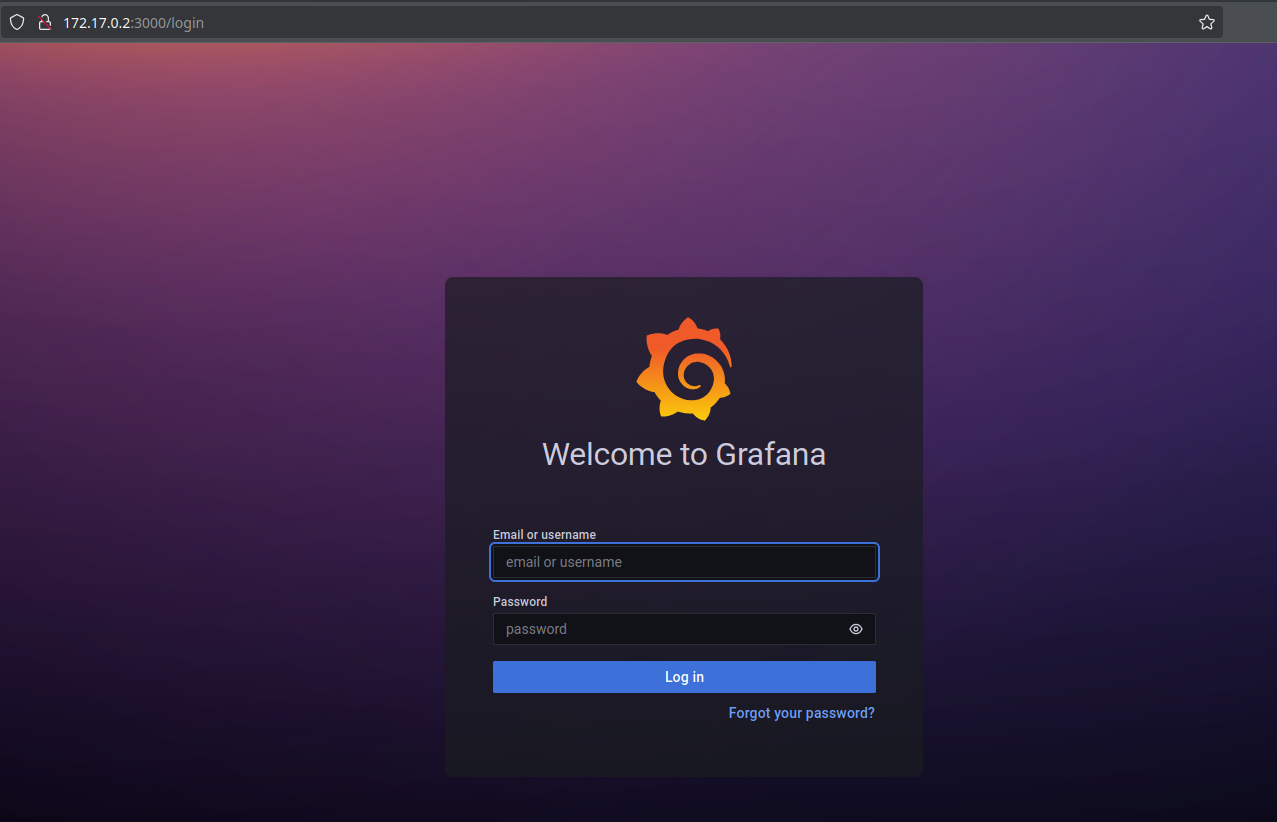 172.17.0.2:3000/login
Welcome to Grafana
Email or username
email or username
Password
password
Log in
Forgot your password?